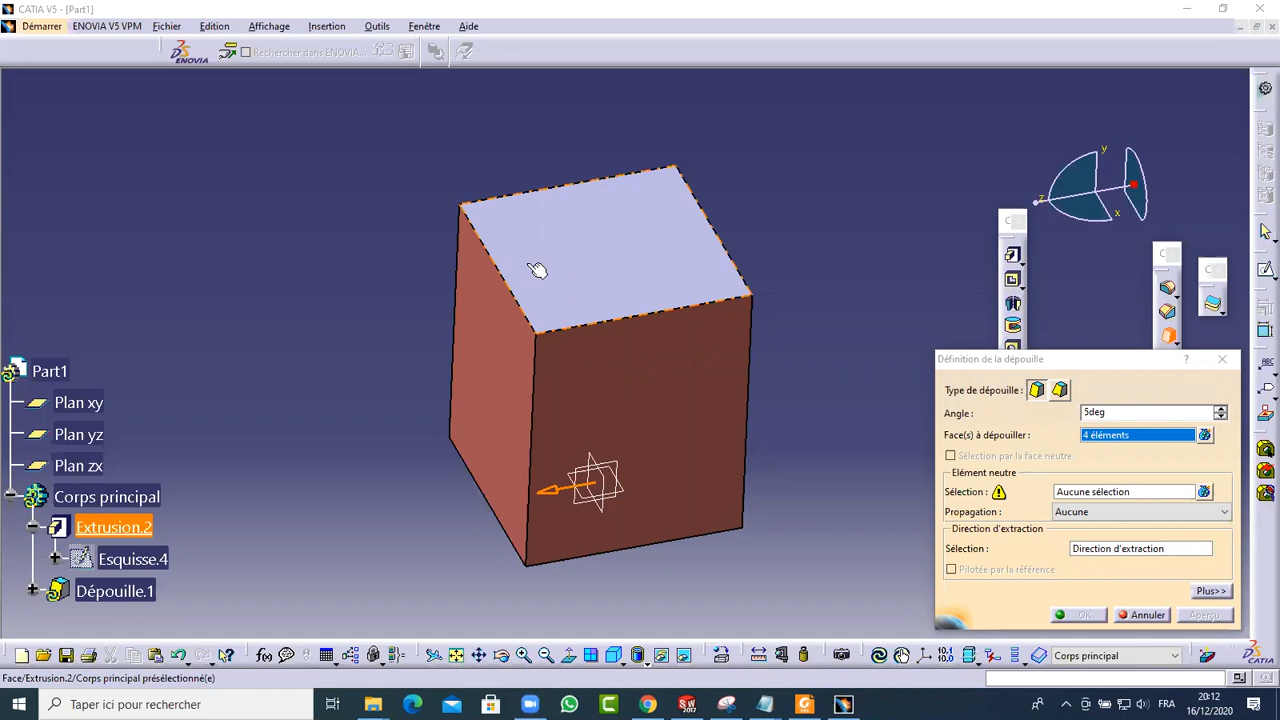 CATIA V5 - [Part1]
Démarrer ENOVIA V5 VPM Fichier Edition Affichage Insertion Outils Fenêtre Aide
ENOVIA Rechercher dans ENOVIA...
y
z
x
Part1
Plan xy
Plan yz
Plan zx
Corps principal
Extrusion.2
Esquisse.4
Dépouille.1
Définition de la dépouille ?
Type de dépouille :
Angle : 5deg
Face(s) à dépouiller : 4 éléments
Sélection par la face neutre
Elément neutre
Sélection : Aucune sélection
Propagation : Aucune
Direction d'extraction
Sélection : Direction d'extraction
Pilotée par la référence
Plus>>
OK Annuler Aperçu
Corps principal
Face/Extrusion.2/Corps principal présélectionné(e)
Taper ici pour rechercher
FRA
20:12
16/12/2020